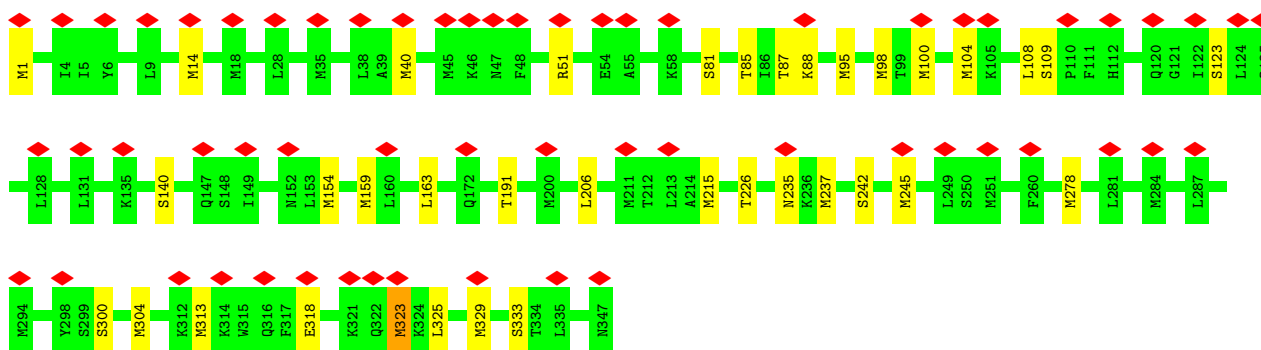 M1 I4 I5 Y6 L9 M14 M18 L28 M35 L38 A39 M40 M45 K46 N47 F48 R51 E54 A55 K58 S81 T85 I86 T87 K88 M95 M98 T99 M100 M104 K105 L108 S109 P110 F111 H112 Q120 G121 I122 S123 L124
L128 L131 K135 S140 Q147 S148 I149 N152 L153 M154 M159 L160 L163 Q172 T191 M200 L206 M211 T212 L213 A214 M215 T226 N235 K236 M237 S242 M245 L249 S250 M251 F260 M278 L281 M284 L287
M294 Y298 S299 S300 M304 K312 M313 K314 W315 Q316 F317 E318 K321 Q322 M323 K324 L325 M329 S333 T334 L335 N347